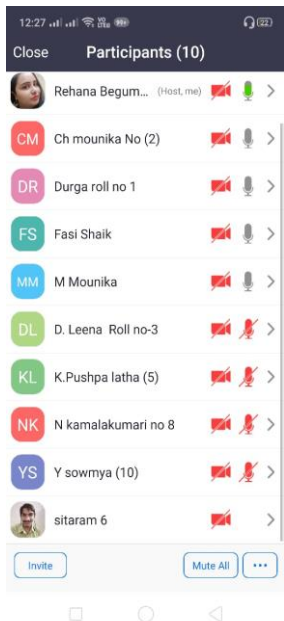 12:27
22
Close Participants (10)
Rehana Begum... (Host, me)
CM Ch mounika No (2)
DR Durga roll no 1
FS Fasi Shaik
MM M Mounika
DL D. Leena Roll no-3
KL K.Pushpa latha (5)
NK N kamalakumari no 8
YS Y sowmya (10)
sitaram 6
Invite Mute All ...